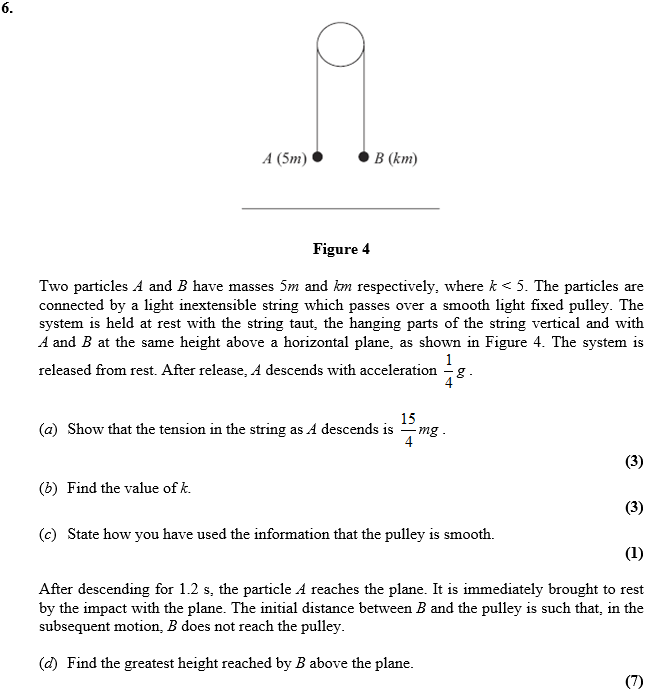 6.
A (5m) B (km)
Figure 4
Two particles A and B have masses 5m and km respectively, where k < 5. The particles are
connected by a light inextensible string which passes over a smooth light fixed pulley. The
system is held at rest with the string taut, the hanging parts of the string vertical and with
A and B at the same height above a horizontal plane, as shown in Figure 4. The system is
released from rest. After release, A descends with acceleration 1/4 g .
(a) Show that the tension in the string as A descends is 15/4 mg .
(3)
(b) Find the value of k.
(3)
(c) State how you have used the information that the pulley is smooth.
(1)
After descending for 1.2 s, the particle A reaches the plane. It is immediately brought to rest
by the impact with the plane. The initial distance between B and the pulley is such that, in the
subsequent motion, B does not reach the pulley.
(d) Find the greatest height reached by B above the plane.
(7)